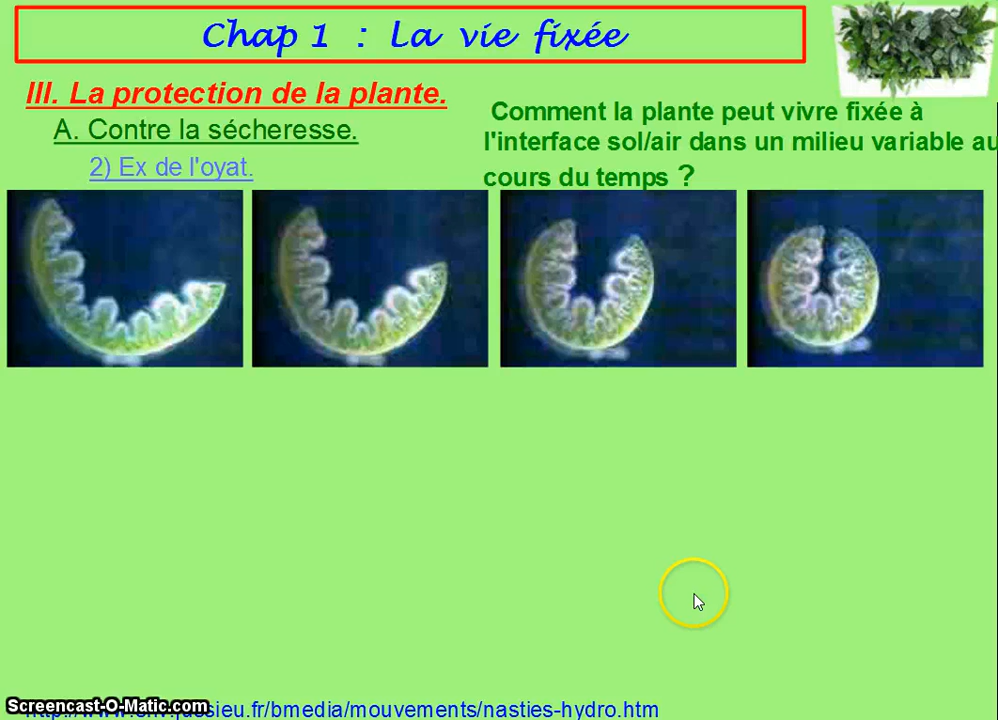 Chap 1 : La vie fixée
III. La protection de la plante.
A. Contre la sécheresse.
2) Ex de l'oyat.
Comment la plante peut vivre fixée à
l'interface sol/air dans un milieu variable au
cours du temps ?
Screencast-O-Matic.com
jussieu.fr/bmedia/mouvements/nasties-hydro.htm